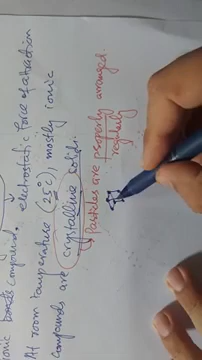 ionic bonds
compound. electrostatic force of attraction
At room temperature (25°C), mostly ionic
compounds are crystalline solids.
Particles are properly arranged.
regularly